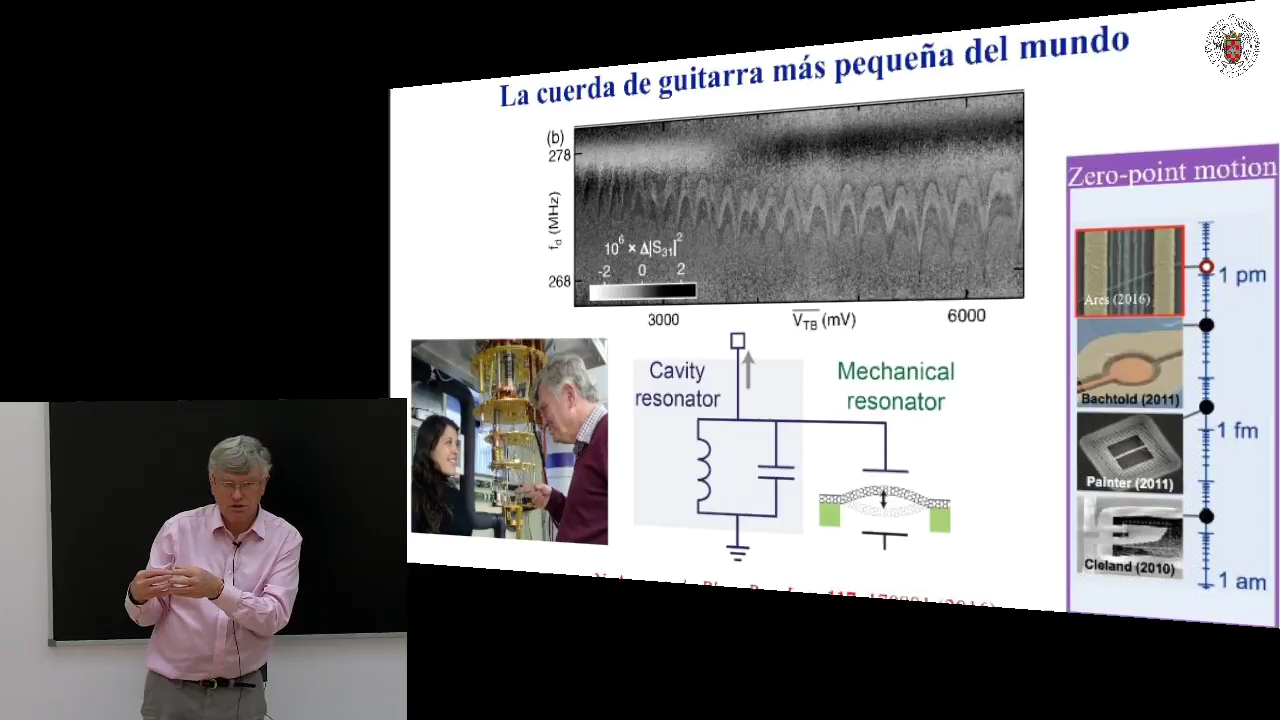 La cuerda de guitarra más pequeña del mundo
(b)
278
f_d (MHz)
268
10^6 × Δ|S_31|^2
-2 0 2
3000
V_TB (mV)
6000
Cavity
resonator
Mechanical
resonator
Zero-point motion
Ares (2016)
1 pm
Bachtold (2011)
1 fm
Painter (2011)
Cleland (2010)
1 am